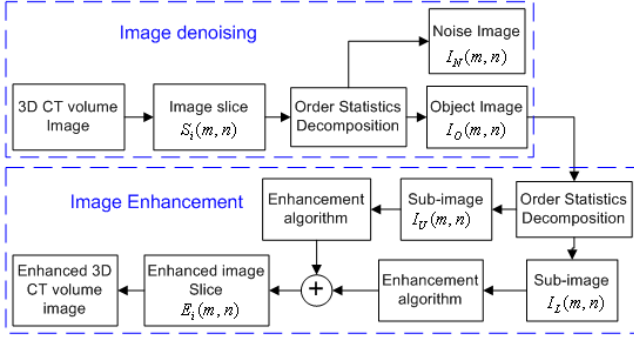 Image denoising
Noise Image
I_N(m, n)
3D CT volume
Image
Image slice
S_i(m, n)
Order Statistics
Decomposition
Object Image
I_O(m, n)
Image Enhancement
Enhancement
algorithm
Sub-image
I_U(m, n)
Order Statistics
Decomposition
Enhanced 3D
CT volume
image
Enhanced image
Slice
E_i(m, n)
+
Enhancement
algorithm
Sub-image
I_L(m, n)